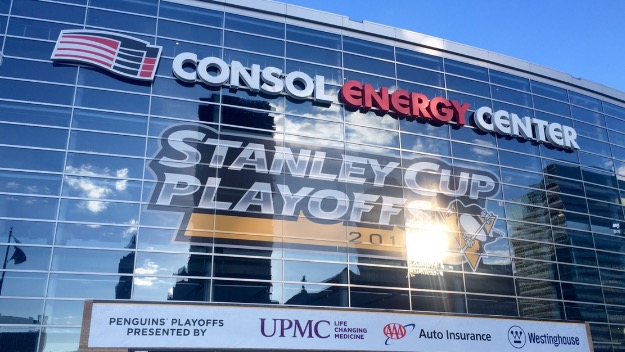 CONSOL ENERGY CENTER
STANLEY CUP
PLAYOFFS
PENGUINS PLAYOFFS
PRESENTED BY
UPMC
LIFE
CHANGING
MEDICINE
AAA Auto Insurance
Westinghouse